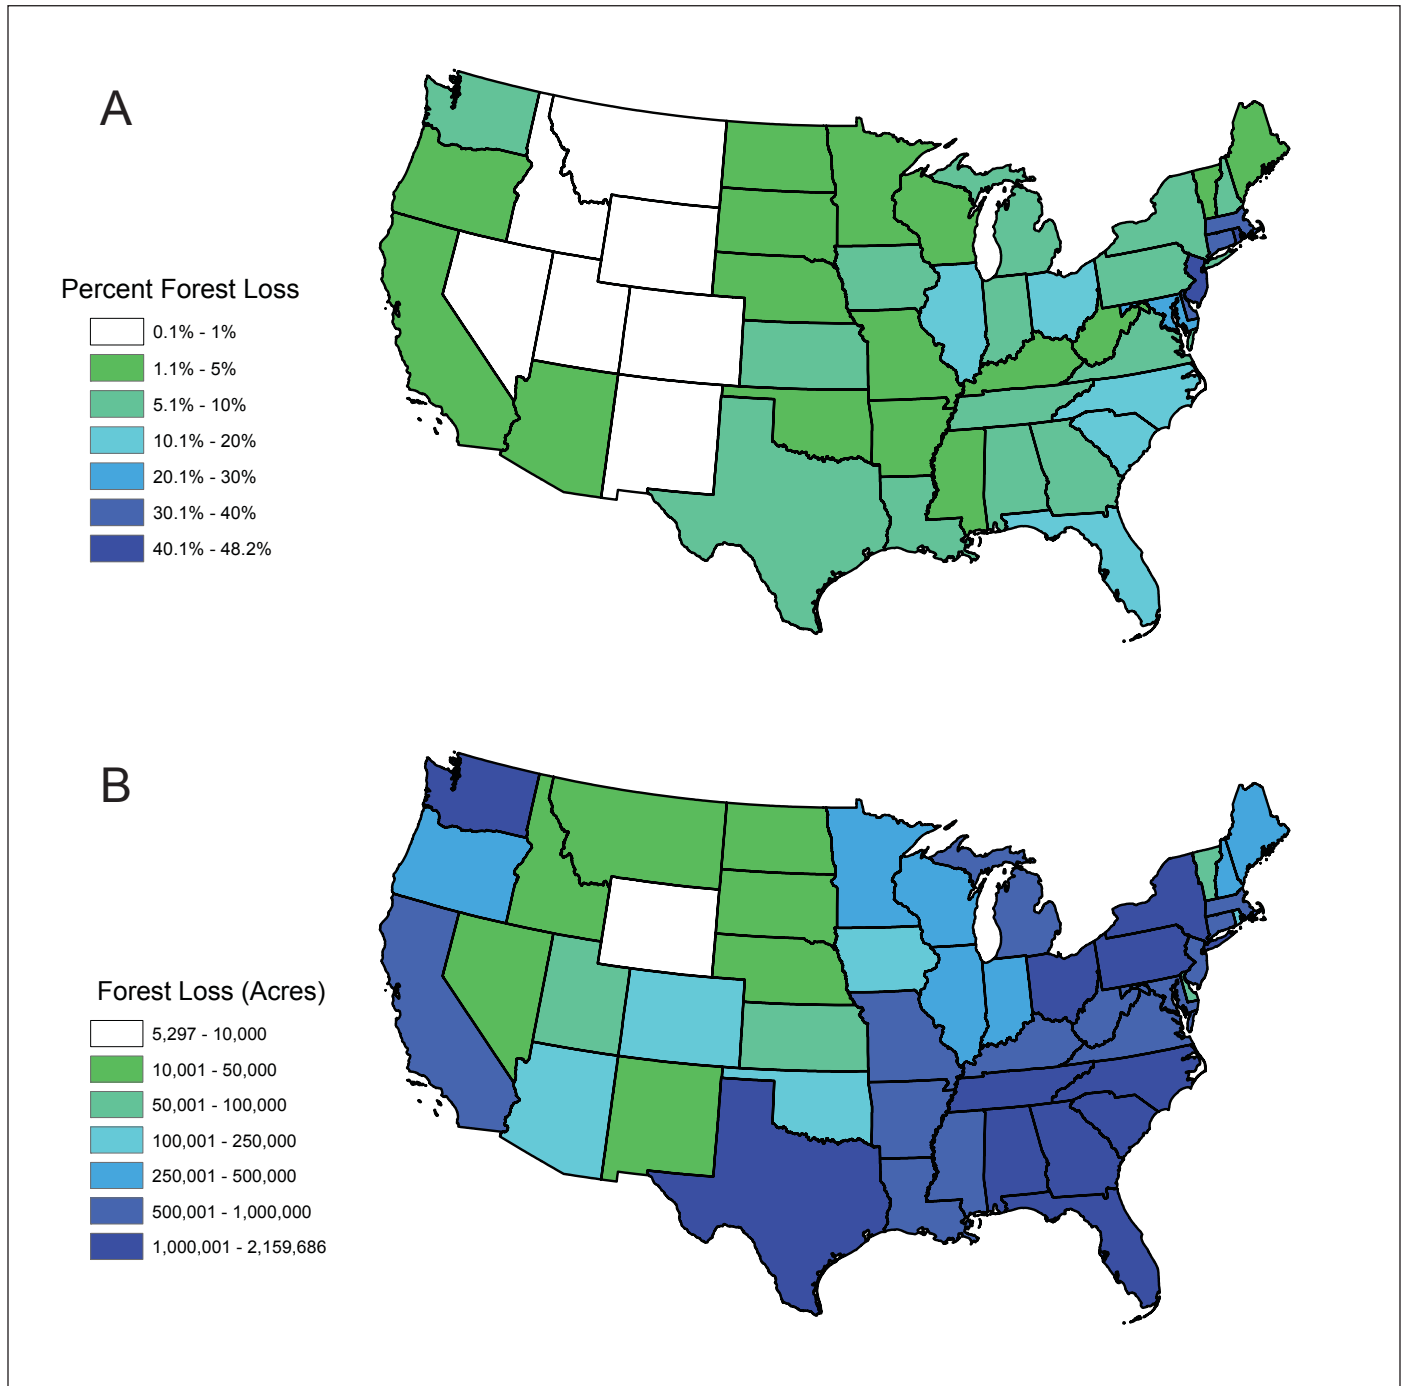 A
Percent Forest Loss
0.1% - 1%
1.1% - 5%
5.1% - 10%
10.1% - 20%
20.1% - 30%
30.1% - 40%
40.1% - 48.2%
B
Forest Loss (Acres)
5,297 - 10,000
10,001 - 50,000
50,001 - 100,000
100,001 - 250,000
250,001 - 500,000
500,001 - 1,000,000
1,000,001 - 2,159,686